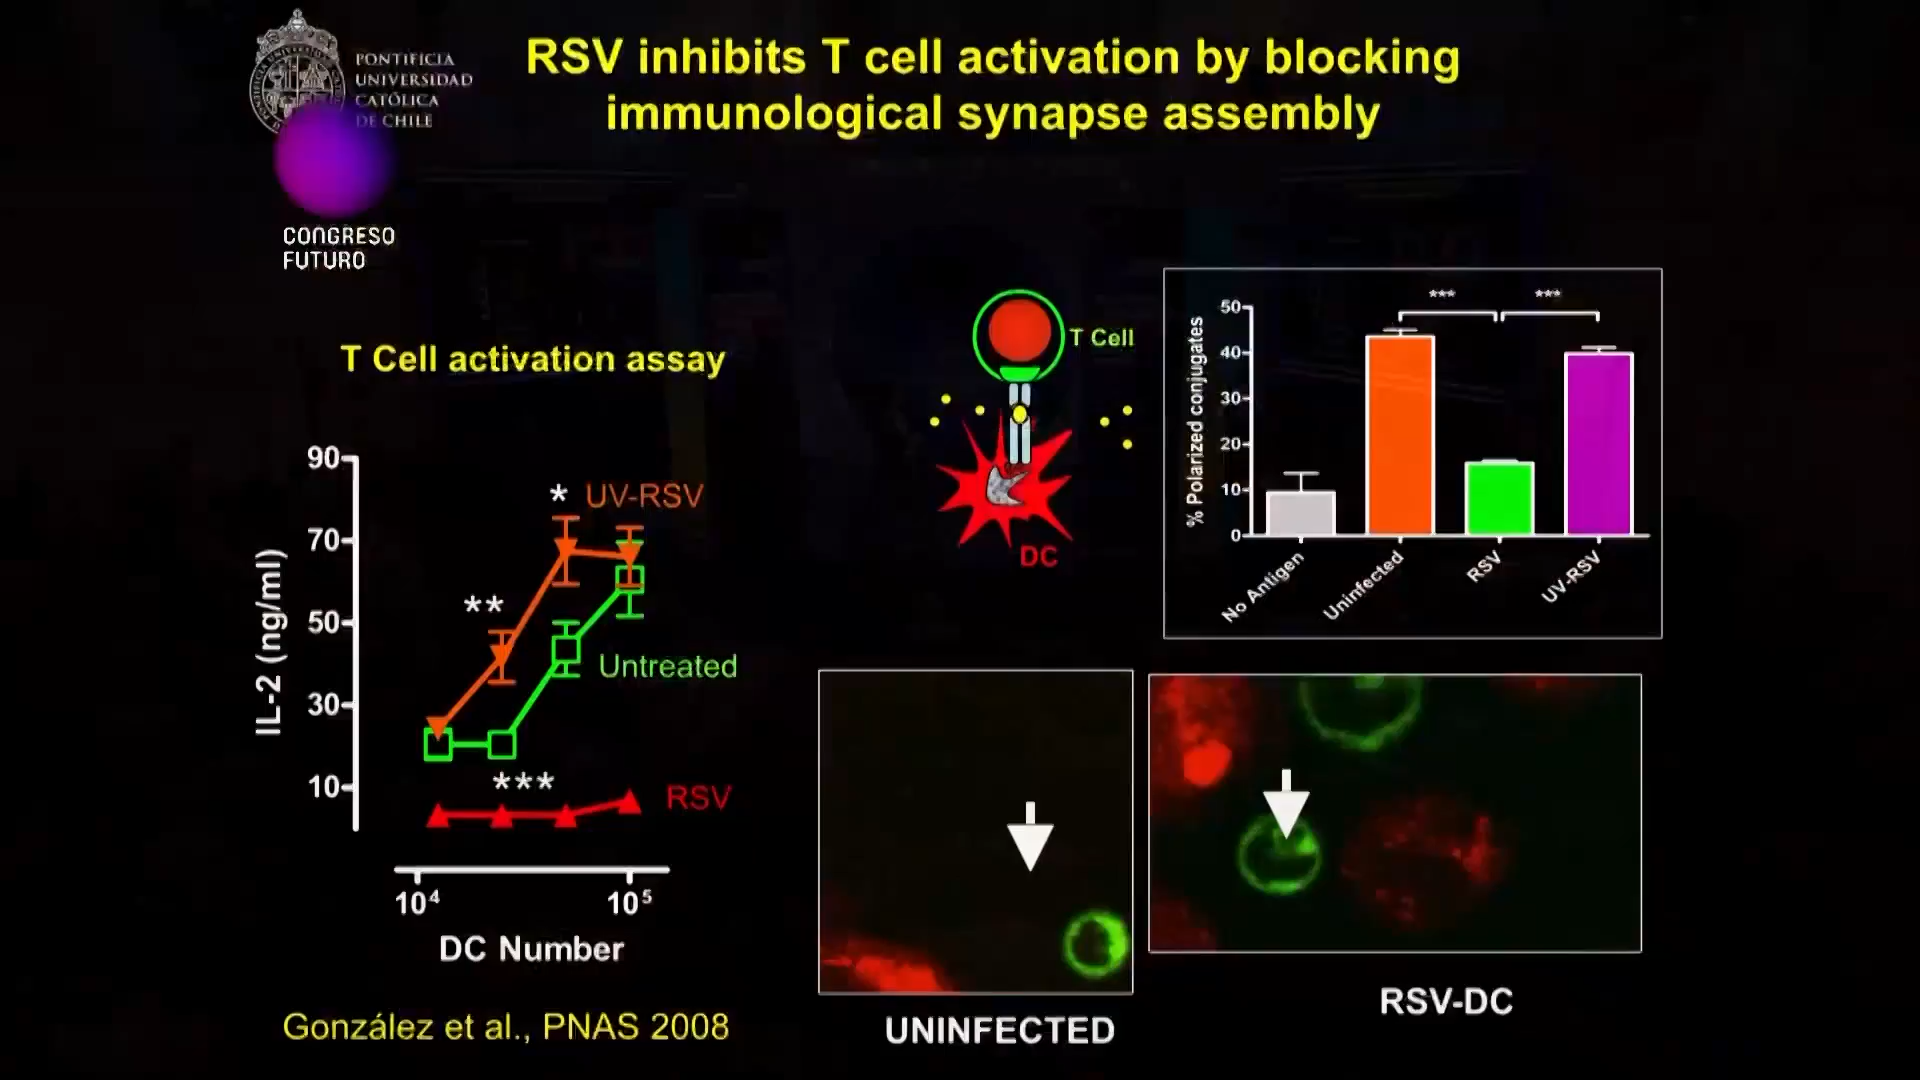 PONTIFICIA
UNIVERSIDAD
CATÓLICA
DE CHILE
RSV inhibits T cell activation by blocking
immunological synapse assembly
CONGRESO
FUTURO
T Cell activation assay
90
70
50
30
10
IL-2 (ng/ml)
* UV-RSV
**
Untreated
***
RSV
10⁴ 10⁵
DC Number
González et al., PNAS 2008
T Cell
DC
50
40
30
20
10
0
% Polarized conjugates
*** ***
No Antigen
Uninfected
RSV
UV-RSV
UNINFECTED
RSV-DC